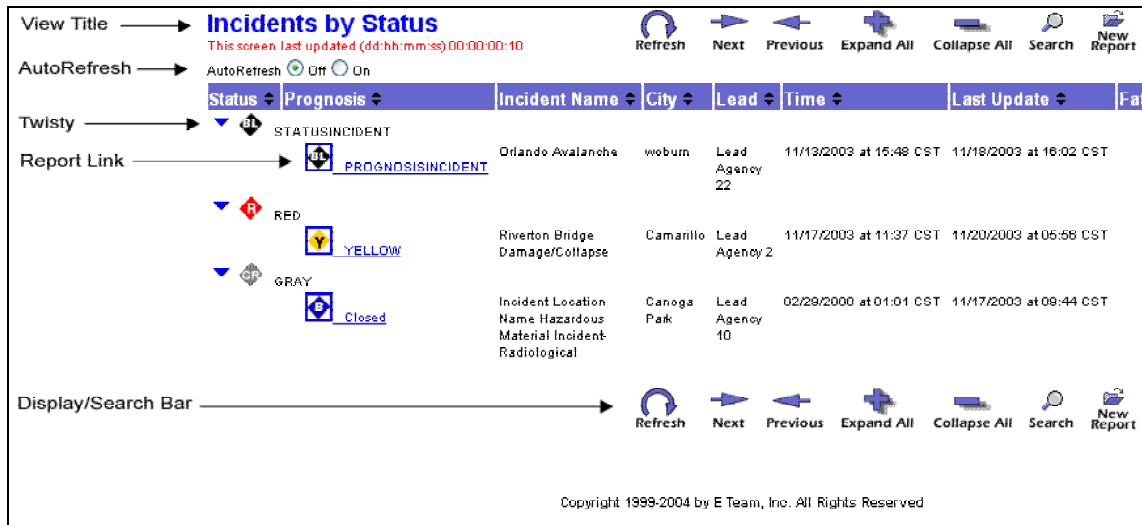 View Title
Incidents by Status
This screen last updated (dd:hh:mm:ss) 00:00:00:10
Refresh Next Previous Expand All Collapse All Search New Report
AutoRefresh
AutoRefresh Off On
Status Prognosis Incident Name City Lead Time Last Update Fat
Twisty
BL STATUSINCIDENT
Report Link
BL PROGNOSISINCIDENT Orlando Avalanche woburn Lead Agency 22 11/13/2003 at 15:48 CST 11/18/2003 at 16:02 CST
R RED
Y YELLOW Riverton Bridge Damage/Collapse Camarillo Lead Agency 2 11/17/2003 at 11:37 CST 11/20/2003 at 05:56 CST
GR GRAY
B Closed Incident Location Name Hazardous Material Incident-Radiological Canoga Park Lead Agency 10 02/29/2000 at 01:01 CST 11/17/2003 at 09:44 CST
Display/Search Bar
Refresh Next Previous Expand All Collapse All Search New Report
Copyright 1999-2004 by E Team, Inc. All Rights Reserved